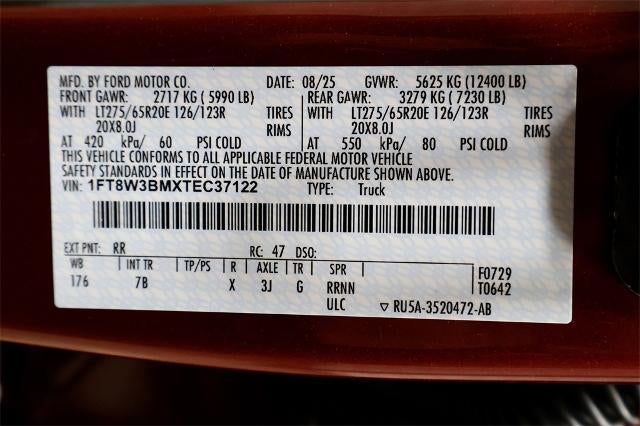 MFD. BY FORD MOTOR CO. DATE: 08/25 GVWR: 5625 KG (12400 LB)
FRONT GAWR: 2717 KG (5990 LB) REAR GAWR: 3279 KG (7230 LB)
WITH LT275/65R20E 126/123R TIRES WITH LT275/65R20E 126/123R TIRES
20X8.0J RIMS 20X8.0J RIMS
AT 420 kPa/ 60 PSI COLD AT 550 kPa/ 80 PSI COLD
THIS VEHICLE CONFORMS TO ALL APPLICABLE FEDERAL MOTOR VEHICLE
SAFETY STANDARDS IN EFFECT ON THE DATE OF MANUFACTURE SHOWN ABOVE.
VIN: 1FT8W3BMXTEC37122 TYPE: Truck
EXT PNT: RR RC: 47 DSO:
WB INT TR TP/PS R AXLE TR SPR F0729
176 7B X 3J G RRNN T0642
ULC ▽ RU5A-3520472-AB